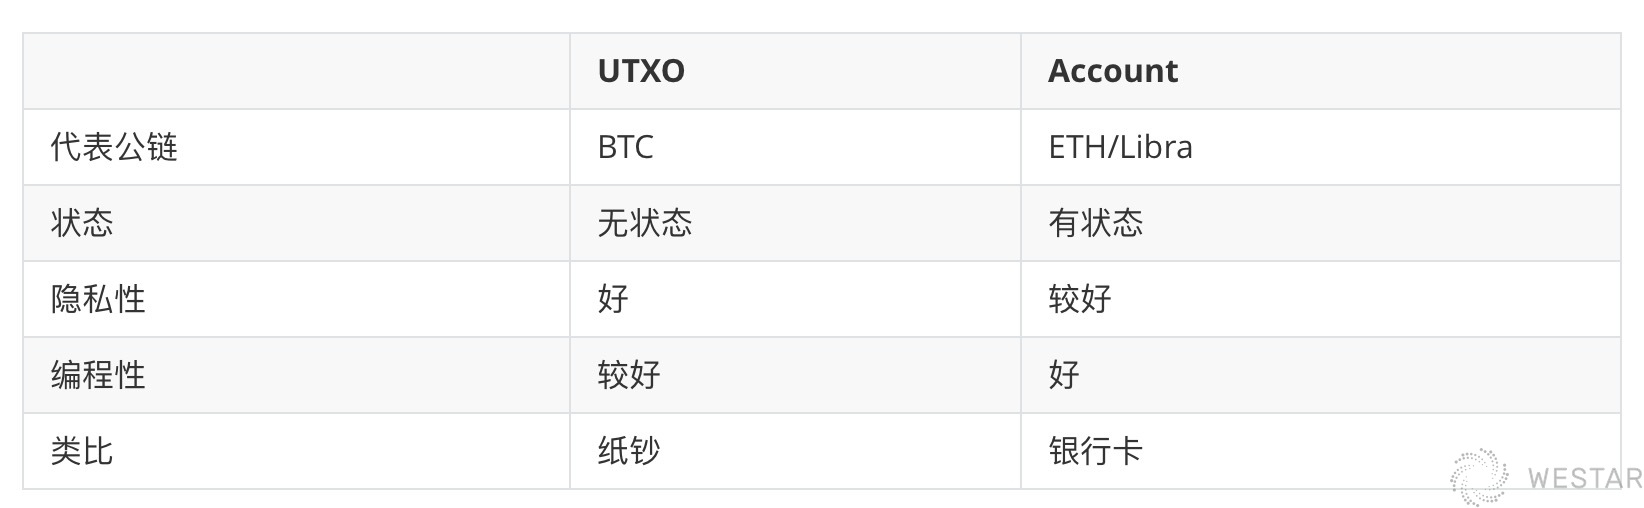 UTXO Account
代表公链 BTC ETH/Libra
状态 无状态 有状态
隐私性 好 较好
编程性 较好 好
类比 纸钞 银行卡
WESTAR